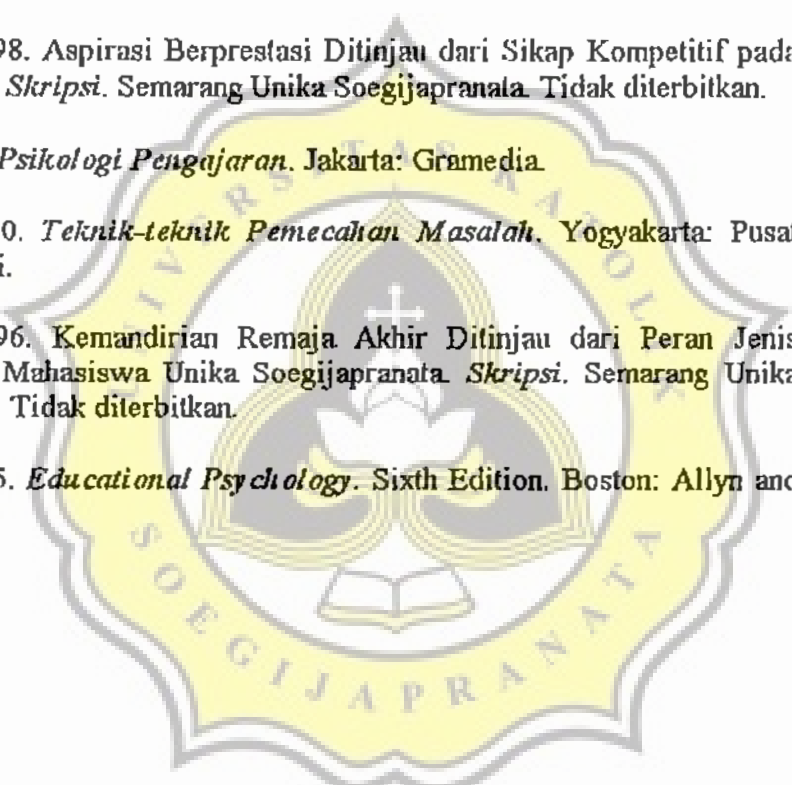 98. Aspirasi Berprestasi Ditinjau dari Sikap Kompetitif pada
Skripsi. Semarang Unika Soegijapranata. Tidak diterbitkan.
Psikologi Pengajaran. Jakarta: Gramedia.
0. Teknik-teknik Pemecahan Masalah. Yogyakarta: Pusat
i.
96. Kemandirian Remaja Akhir Ditinjau dari Peran Jenis
Mahasiswa Unika Soegijapranata. Skripsi. Semarang Unika
Tidak diterbitkan.
5. Educational Psychology. Sixth Edition. Boston: Allyn and
UNIVERSITAS KATOLIK
SOEGIJAPRANATA